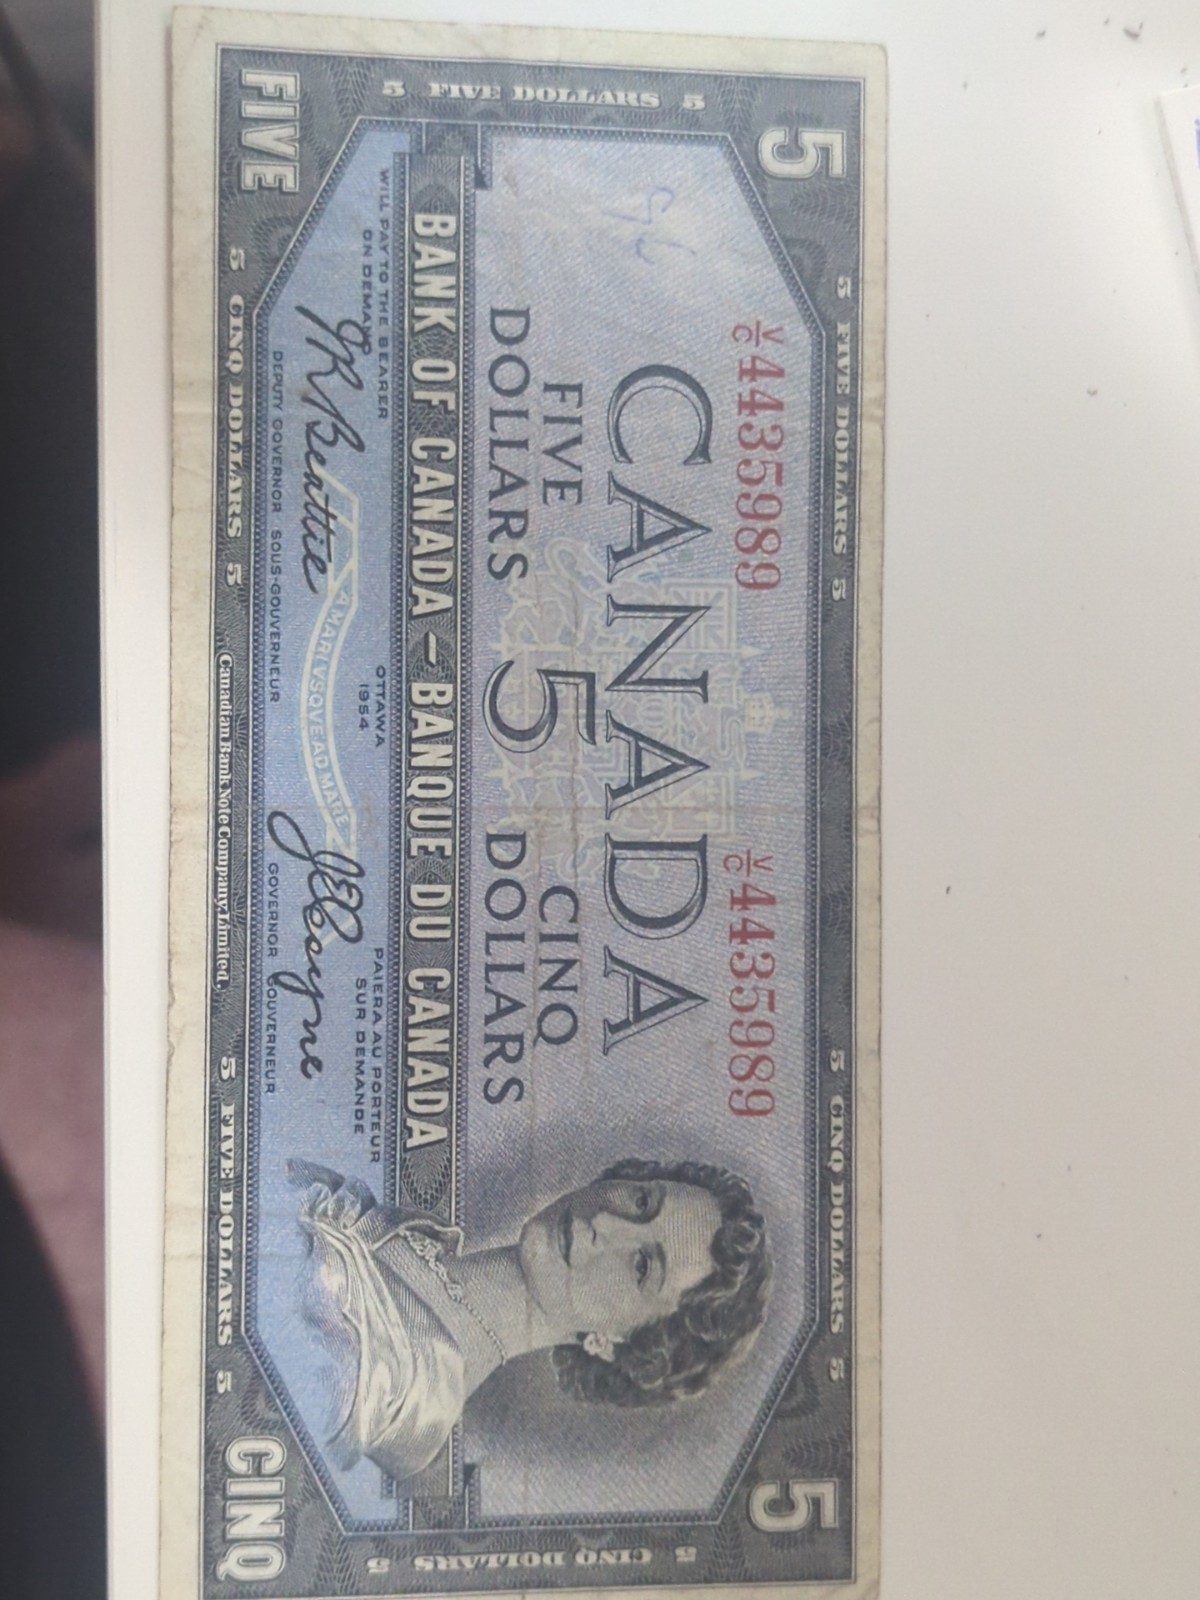 5 FIVE DOLLARS 5
5 CINQ DOLLARS 5
5
5
V/C 4435989
V/C 4435989
CANADA
FIVE
DOLLARS
5
CINQ
DOLLARS
BANK OF CANADA – BANQUE DU CANADA
WILL PAY TO THE BEARER
ON DEMAND
OTTAWA
1954
PAIERA AU PORTEUR
SUR DEMANDE
A MARI VSQVE AD MARE
JRBeattie
JECoyne
DEPUTY GOVERNOR SOUS-GOUVERNEUR
GOVERNOR GOUVERNEUR
5 FIVE DOLLARS 5
5 CINQ DOLLARS 5
FIVE
5 CINQ DOLLARS 5
Canadian Bank Note Company, Limited.
5 FIVE DOLLARS 5
CINQ